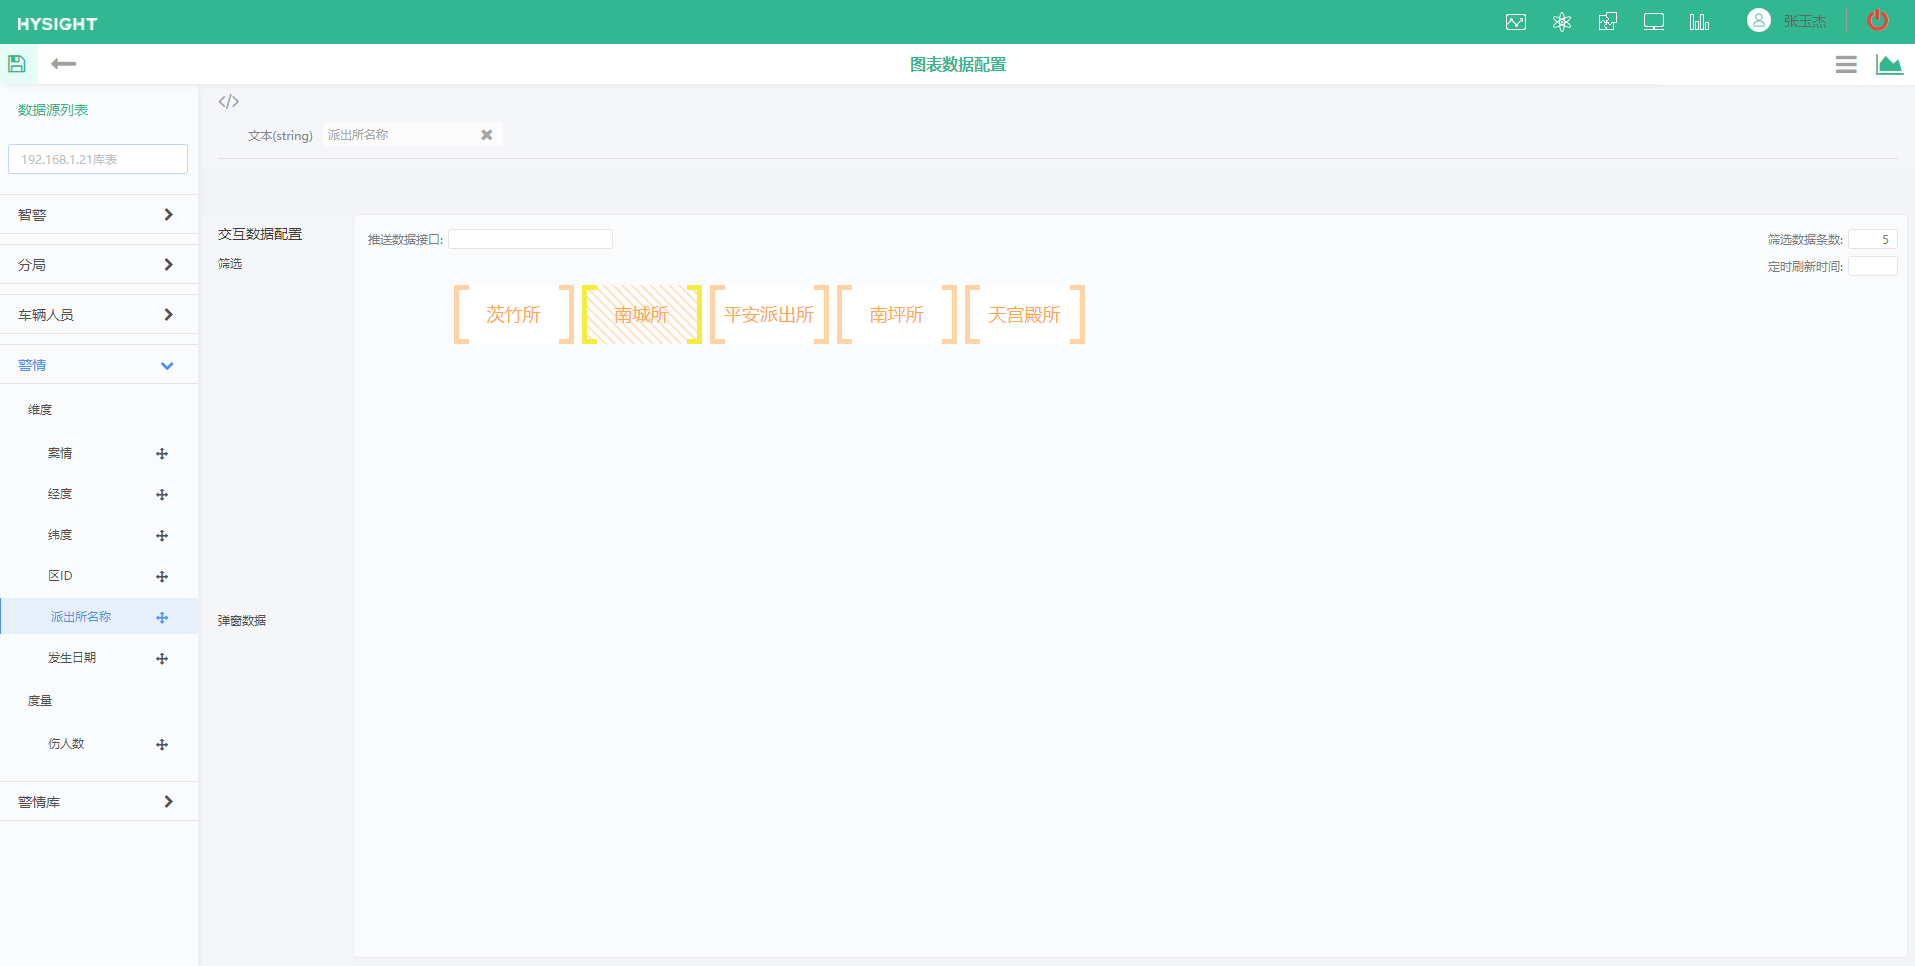 HYSIGHT
张玉杰
图表数据配置
数据源列表
192.168.1.21库表
智警
分局
车辆人员
警情
维度
案情
经度
纬度
区ID
派出所名称
发生日期
度量
伤人数
警情库
</>
文本(string) 派出所名称
交互数据配置
筛选
推送数据接口:
筛选数据条数: 5
定时刷新时间:
茨竹所 南城所 平安派出所 南坪所 天宫殿所
弹窗数据